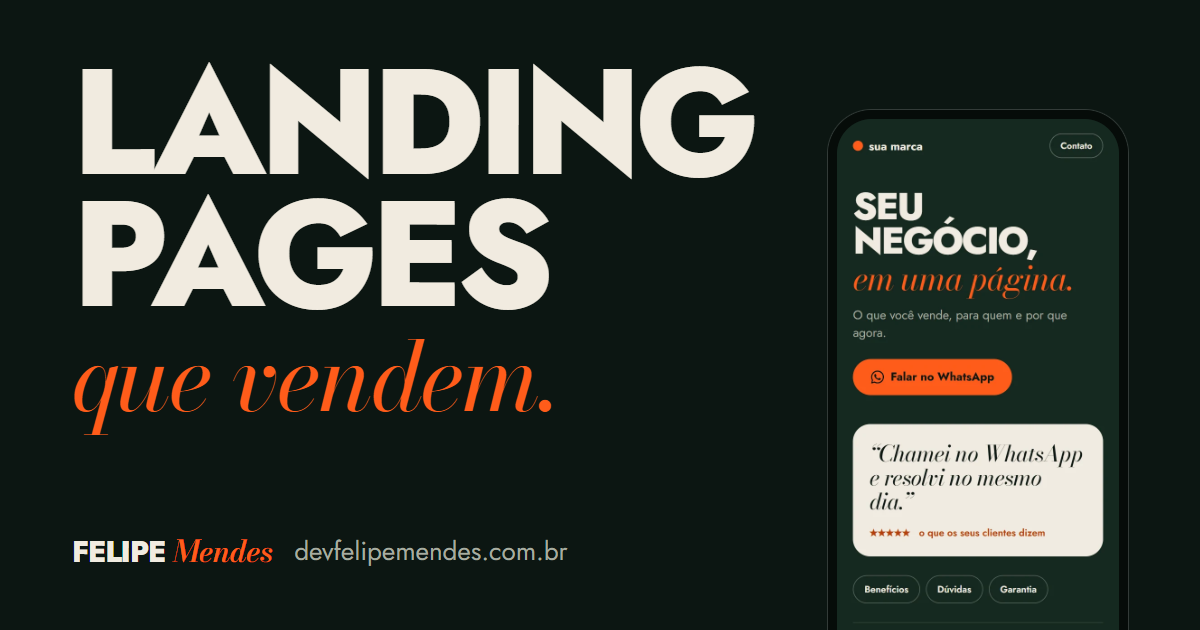 LANDING
PAGES
que vendem.
FELIPE Mendes devfelipemendes.com.br
sua marca
Contato
SEU
NEGÓCIO,
em uma página.
O que você vende, para quem e por que
agora.
Falar no WhatsApp
“Chamei no WhatsApp
e resolvi no mesmo
dia.”
★★★★★ o que os seus clientes dizem
Benefícios Dúvidas Garantia